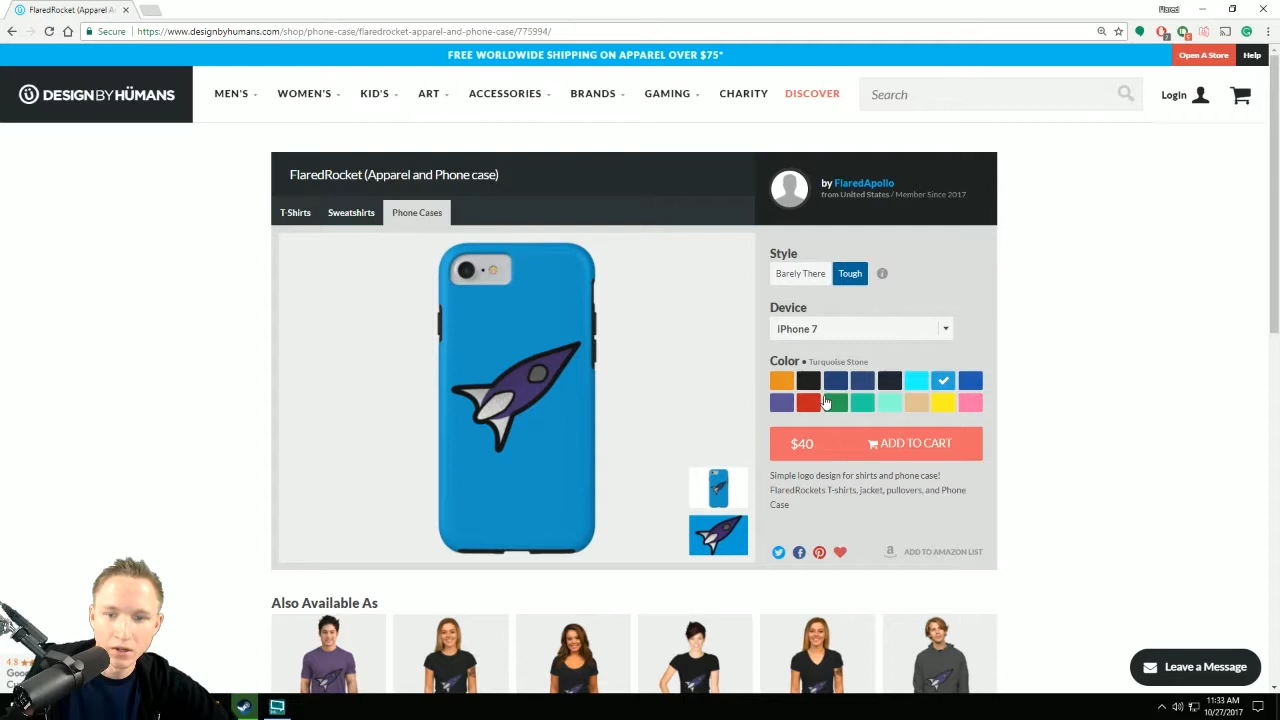 FlaredRocket (Apparel A
Flared
Secure
https://www.designbyhumans.com/shop/phone-case/flaredrocket-apparel-and-phone-case/775994/
FREE WORLDWIDE SHIPPING ON APPAREL OVER $75*
Open A Store
Help
DESIGNBYHÜMANS
MEN'S
WOMEN'S
KID'S
ART
ACCESSORIES
BRANDS
GAMING
CHARITY
DISCOVER
Search
Login
FlaredRocket (Apparel and Phone case)
by FlaredApollo
from United States / Member Since 2017
T-Shirts
Sweatshirts
Phone Cases
Style
Barely There
Tough
Device
iPhone 7
Color • Turquoise Stone
$40
ADD TO CART
Simple logo design for shirts and phone case!
FlaredRockets T-shirts, jacket, pullovers, and Phone
Case
ADD TO AMAZON LIST
Also Available As
4.8
Leave a Message
11:33 AM
10/27/2017